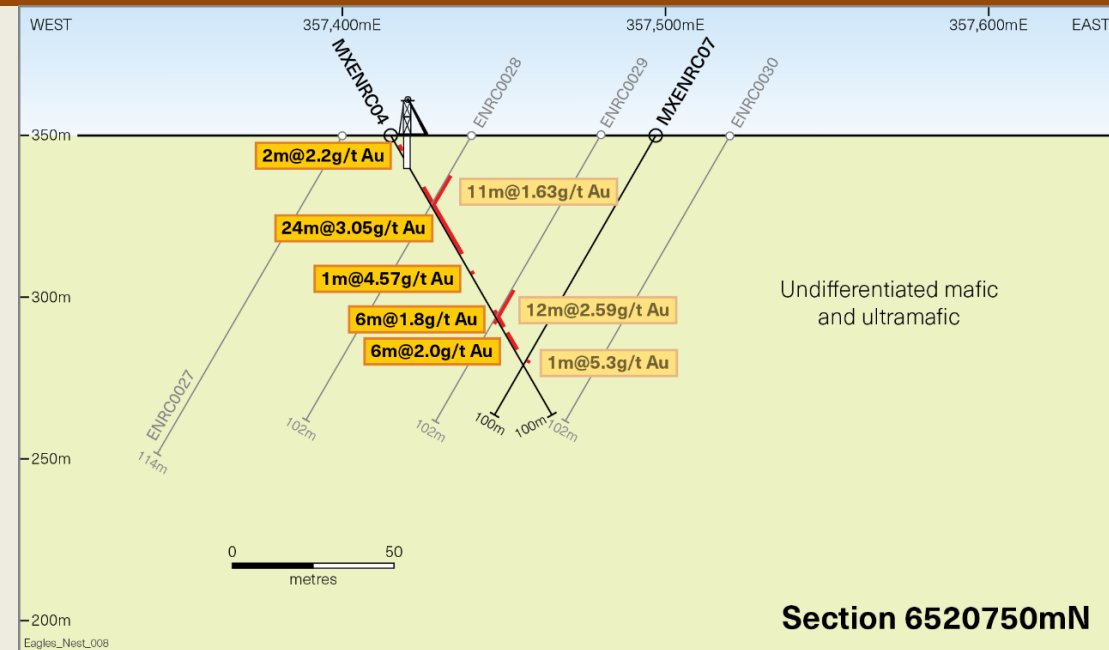 WEST
357,400mE
357,500mE
357,600mE
EAST
MXENRC04
ENRC0028
ENRC0029
MXENRC07
ENRC0030
350m
2m@2.2g/t Au
11m@1.63g/t Au
24m@3.05g/t Au
1m@4.57g/t Au
300m
6m@1.8g/t Au
12m@2.59g/t Au
Undifferentiated mafic
and ultramafic
6m@2.0g/t Au
1m@5.3g/t Au
ENRC0027
102m
102m
100m
100m
102m
250m
114m
0
50
metres
200m
Section 6520750mN
Eagles_Nest_008